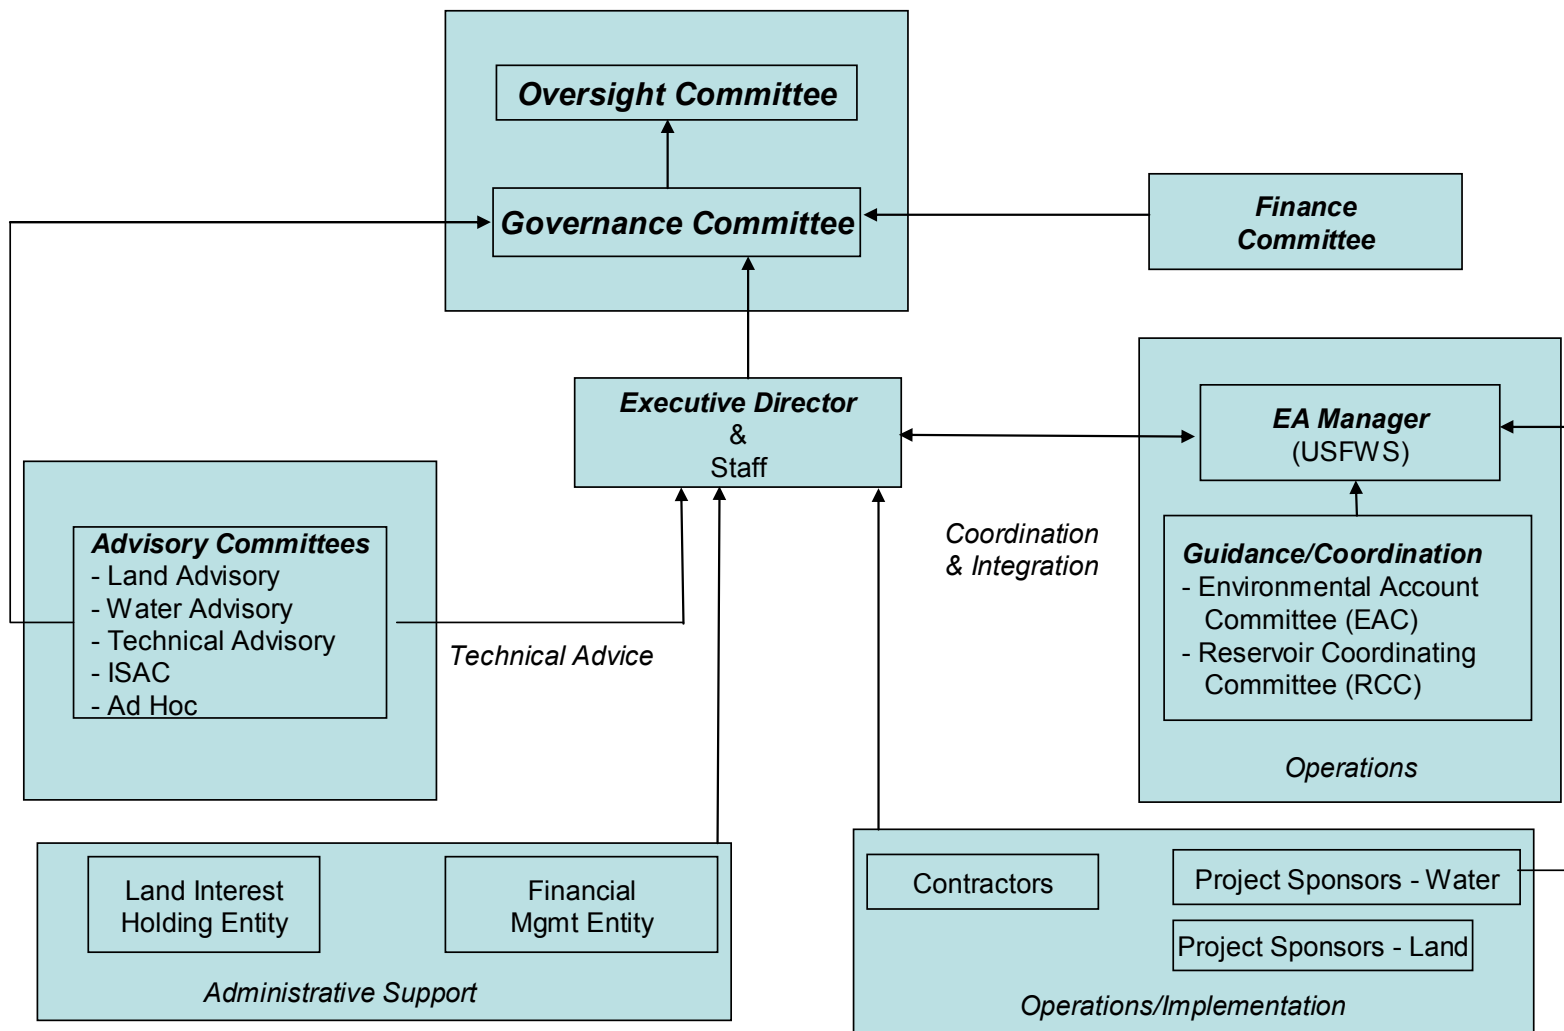 Oversight Committee
Governance Committee
Finance
Committee
Executive Director
&
Staff
EA Manager
(USFWS)
Coordination
& Integration
Guidance/Coordination
- Environmental Account
Committee (EAC)
- Reservoir Coordinating
Committee (RCC)
Operations
Advisory Committees
- Land Advisory
- Water Advisory
- Technical Advisory
- ISAC
- Ad Hoc
Technical Advice
Land Interest
Holding Entity
Financial
Mgmt Entity
Administrative Support
Contractors
Project Sponsors - Water
Project Sponsors - Land
Operations/Implementation